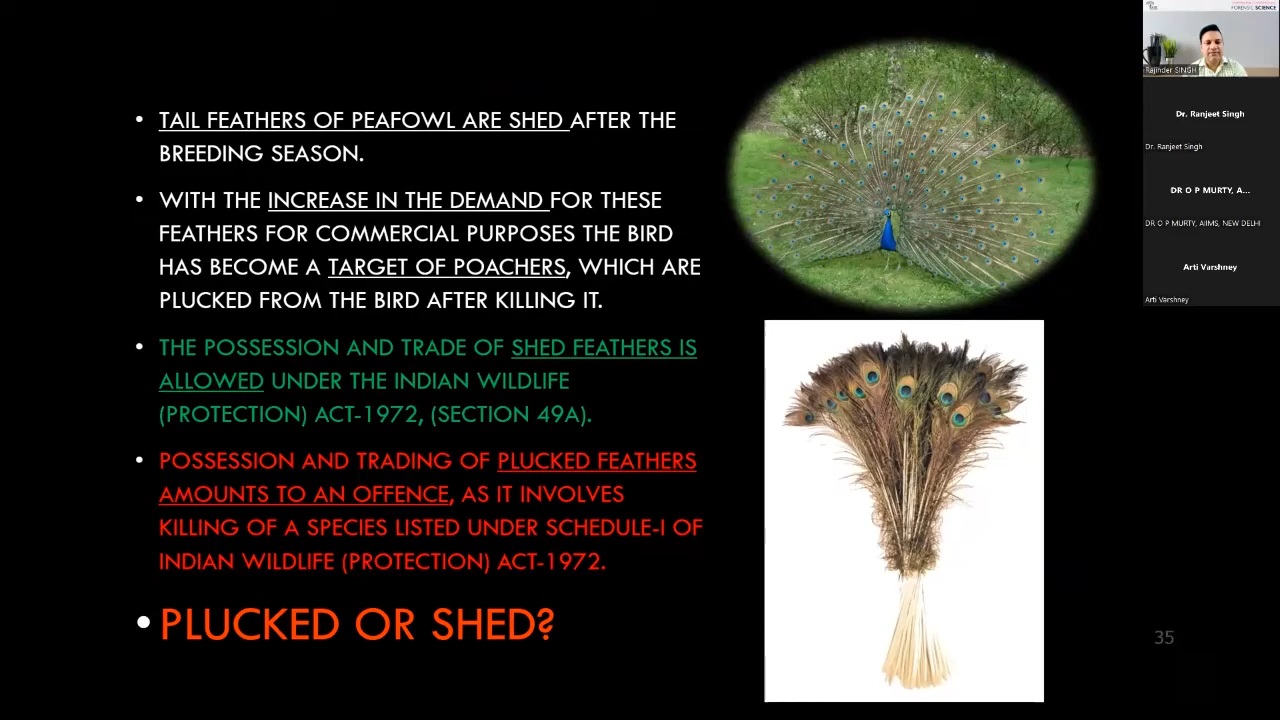 • TAIL FEATHERS OF PEAFOWL ARE SHED AFTER THE
BREEDING SEASON.
• WITH THE INCREASE IN THE DEMAND FOR THESE
FEATHERS FOR COMMERCIAL PURPOSES THE BIRD
HAS BECOME A TARGET OF POACHERS, WHICH ARE
PLUCKED FROM THE BIRD AFTER KILLING IT.
• THE POSSESSION AND TRADE OF SHED FEATHERS IS
ALLOWED UNDER THE INDIAN WILDLIFE
(PROTECTION) ACT-1972, (SECTION 49A).
• POSSESSION AND TRADING OF PLUCKED FEATHERS
AMOUNTS TO AN OFFENCE, AS IT INVOLVES
KILLING OF A SPECIES LISTED UNDER SCHEDULE-I OF
INDIAN WILDLIFE (PROTECTION) ACT-1972.
• PLUCKED OR SHED?
35
FORENSIC SCIENCE
Rajinder SINGH
Dr. Ranjeet Singh
Dr. Ranjeet Singh
DR O P MURTY, A...
DR O P MURTY, AIIMS, NEW DELHI
Arti Varshney
Arti Varshney